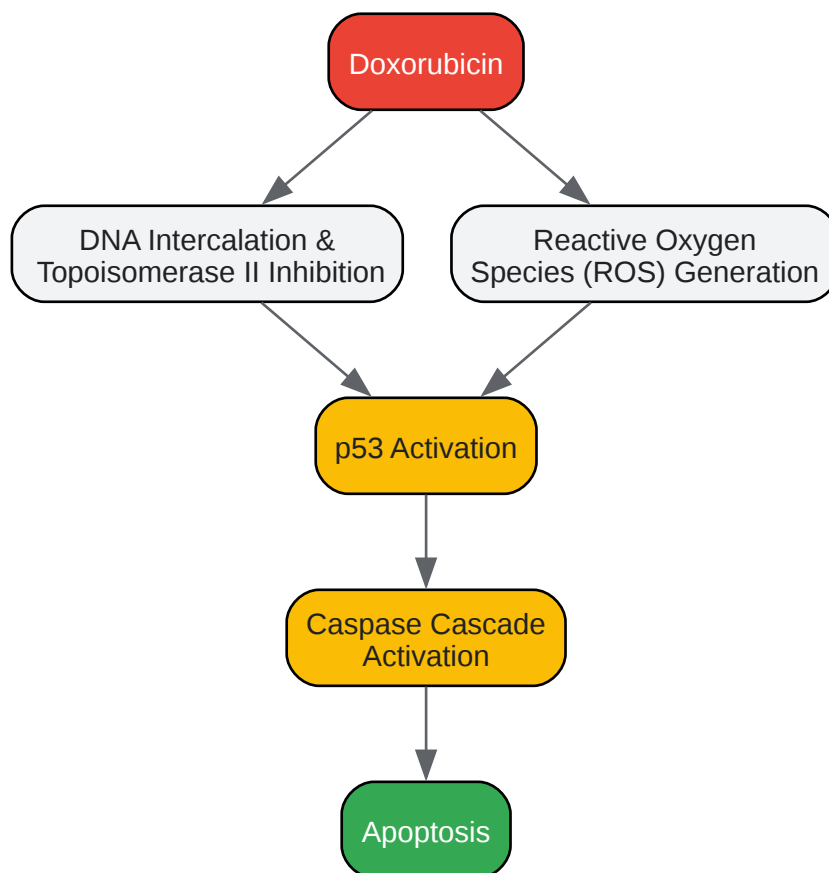 Doxorubicin
DNA Intercalation &
Topoisomerase II Inhibition
Reactive Oxygen
Species (ROS) Generation
p53 Activation
Caspase Cascade
Activation
Apoptosis